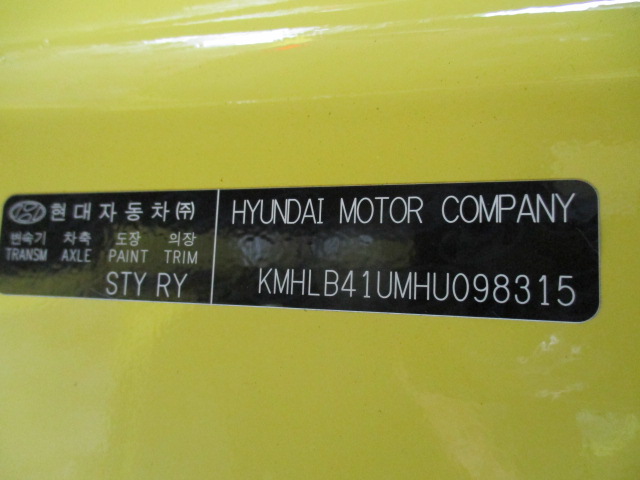 현대자동차㈜
변속기 차축 도장 의장
TRANSM AXLE PAINT TRIM
STY RY
HYUNDAI MOTOR COMPANY
KMHLB41UMHU098315